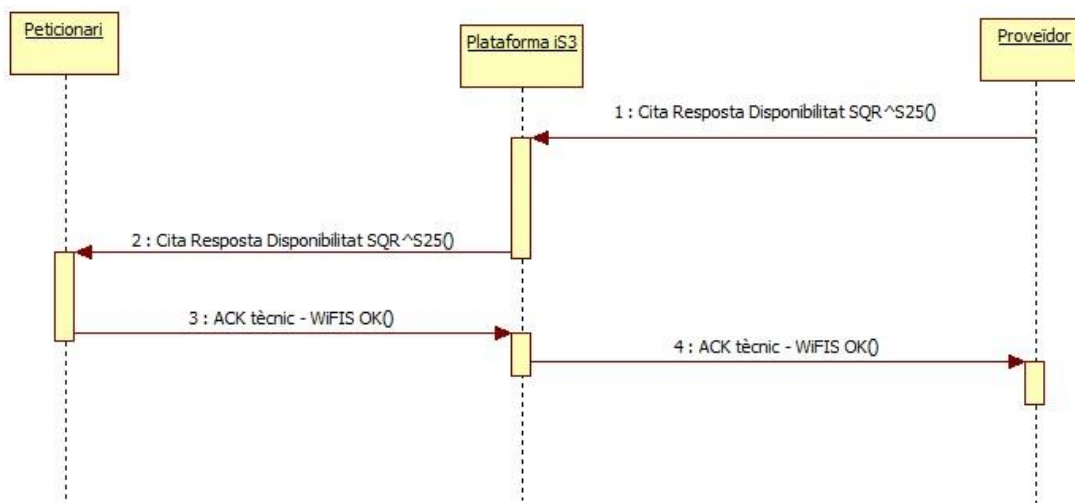 Peticionari
Plataforma iS3
Proveïdor
1 : Cita Resposta Disponibilitat SQR^S25()
2 : Cita Resposta Disponibilitat SQR^S25()
3 : ACK tècnic - WiFIS OK()
4 : ACK tècnic - WiFIS OK()